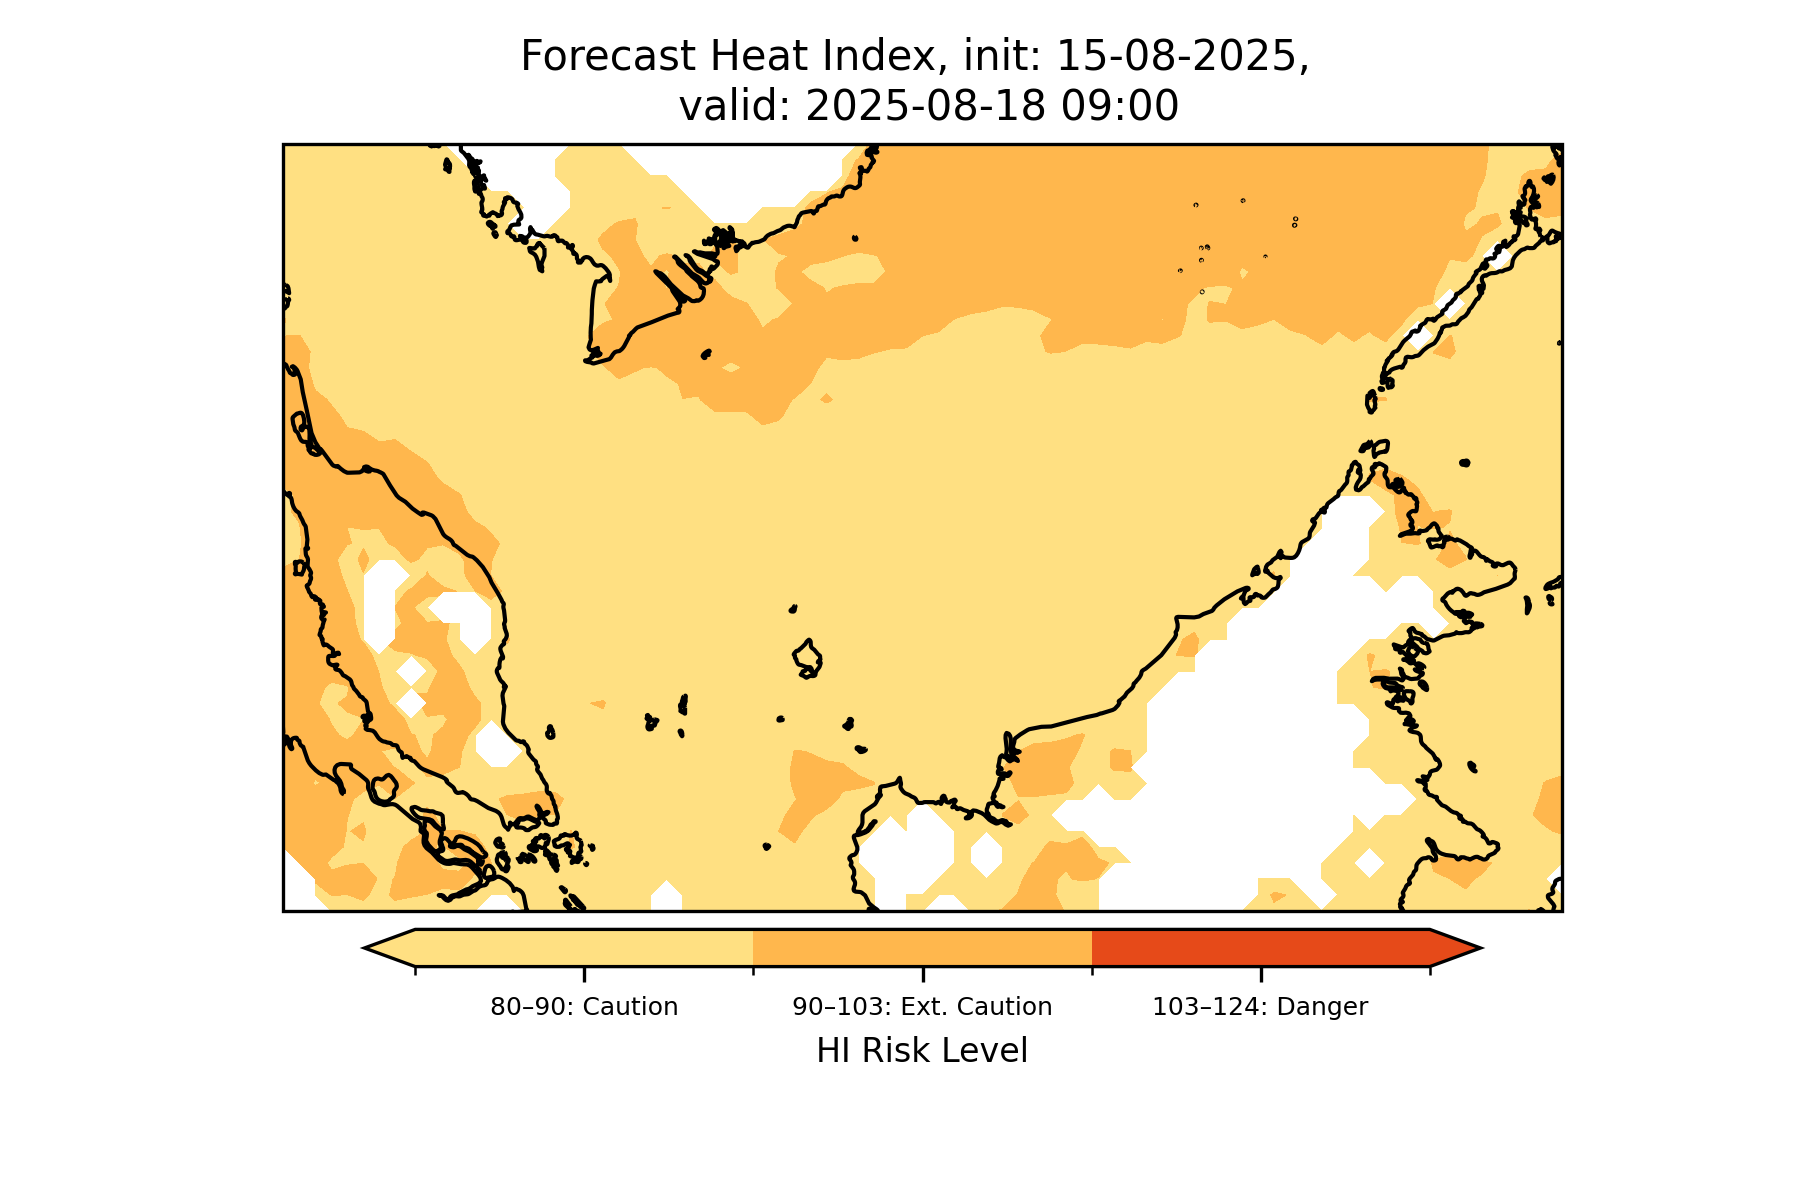 Forecast Heat Index, init: 15-08-2025,
valid: 2025-08-18 09:00
80–90: Caution
90–103: Ext. Caution
103–124: Danger
HI Risk Level